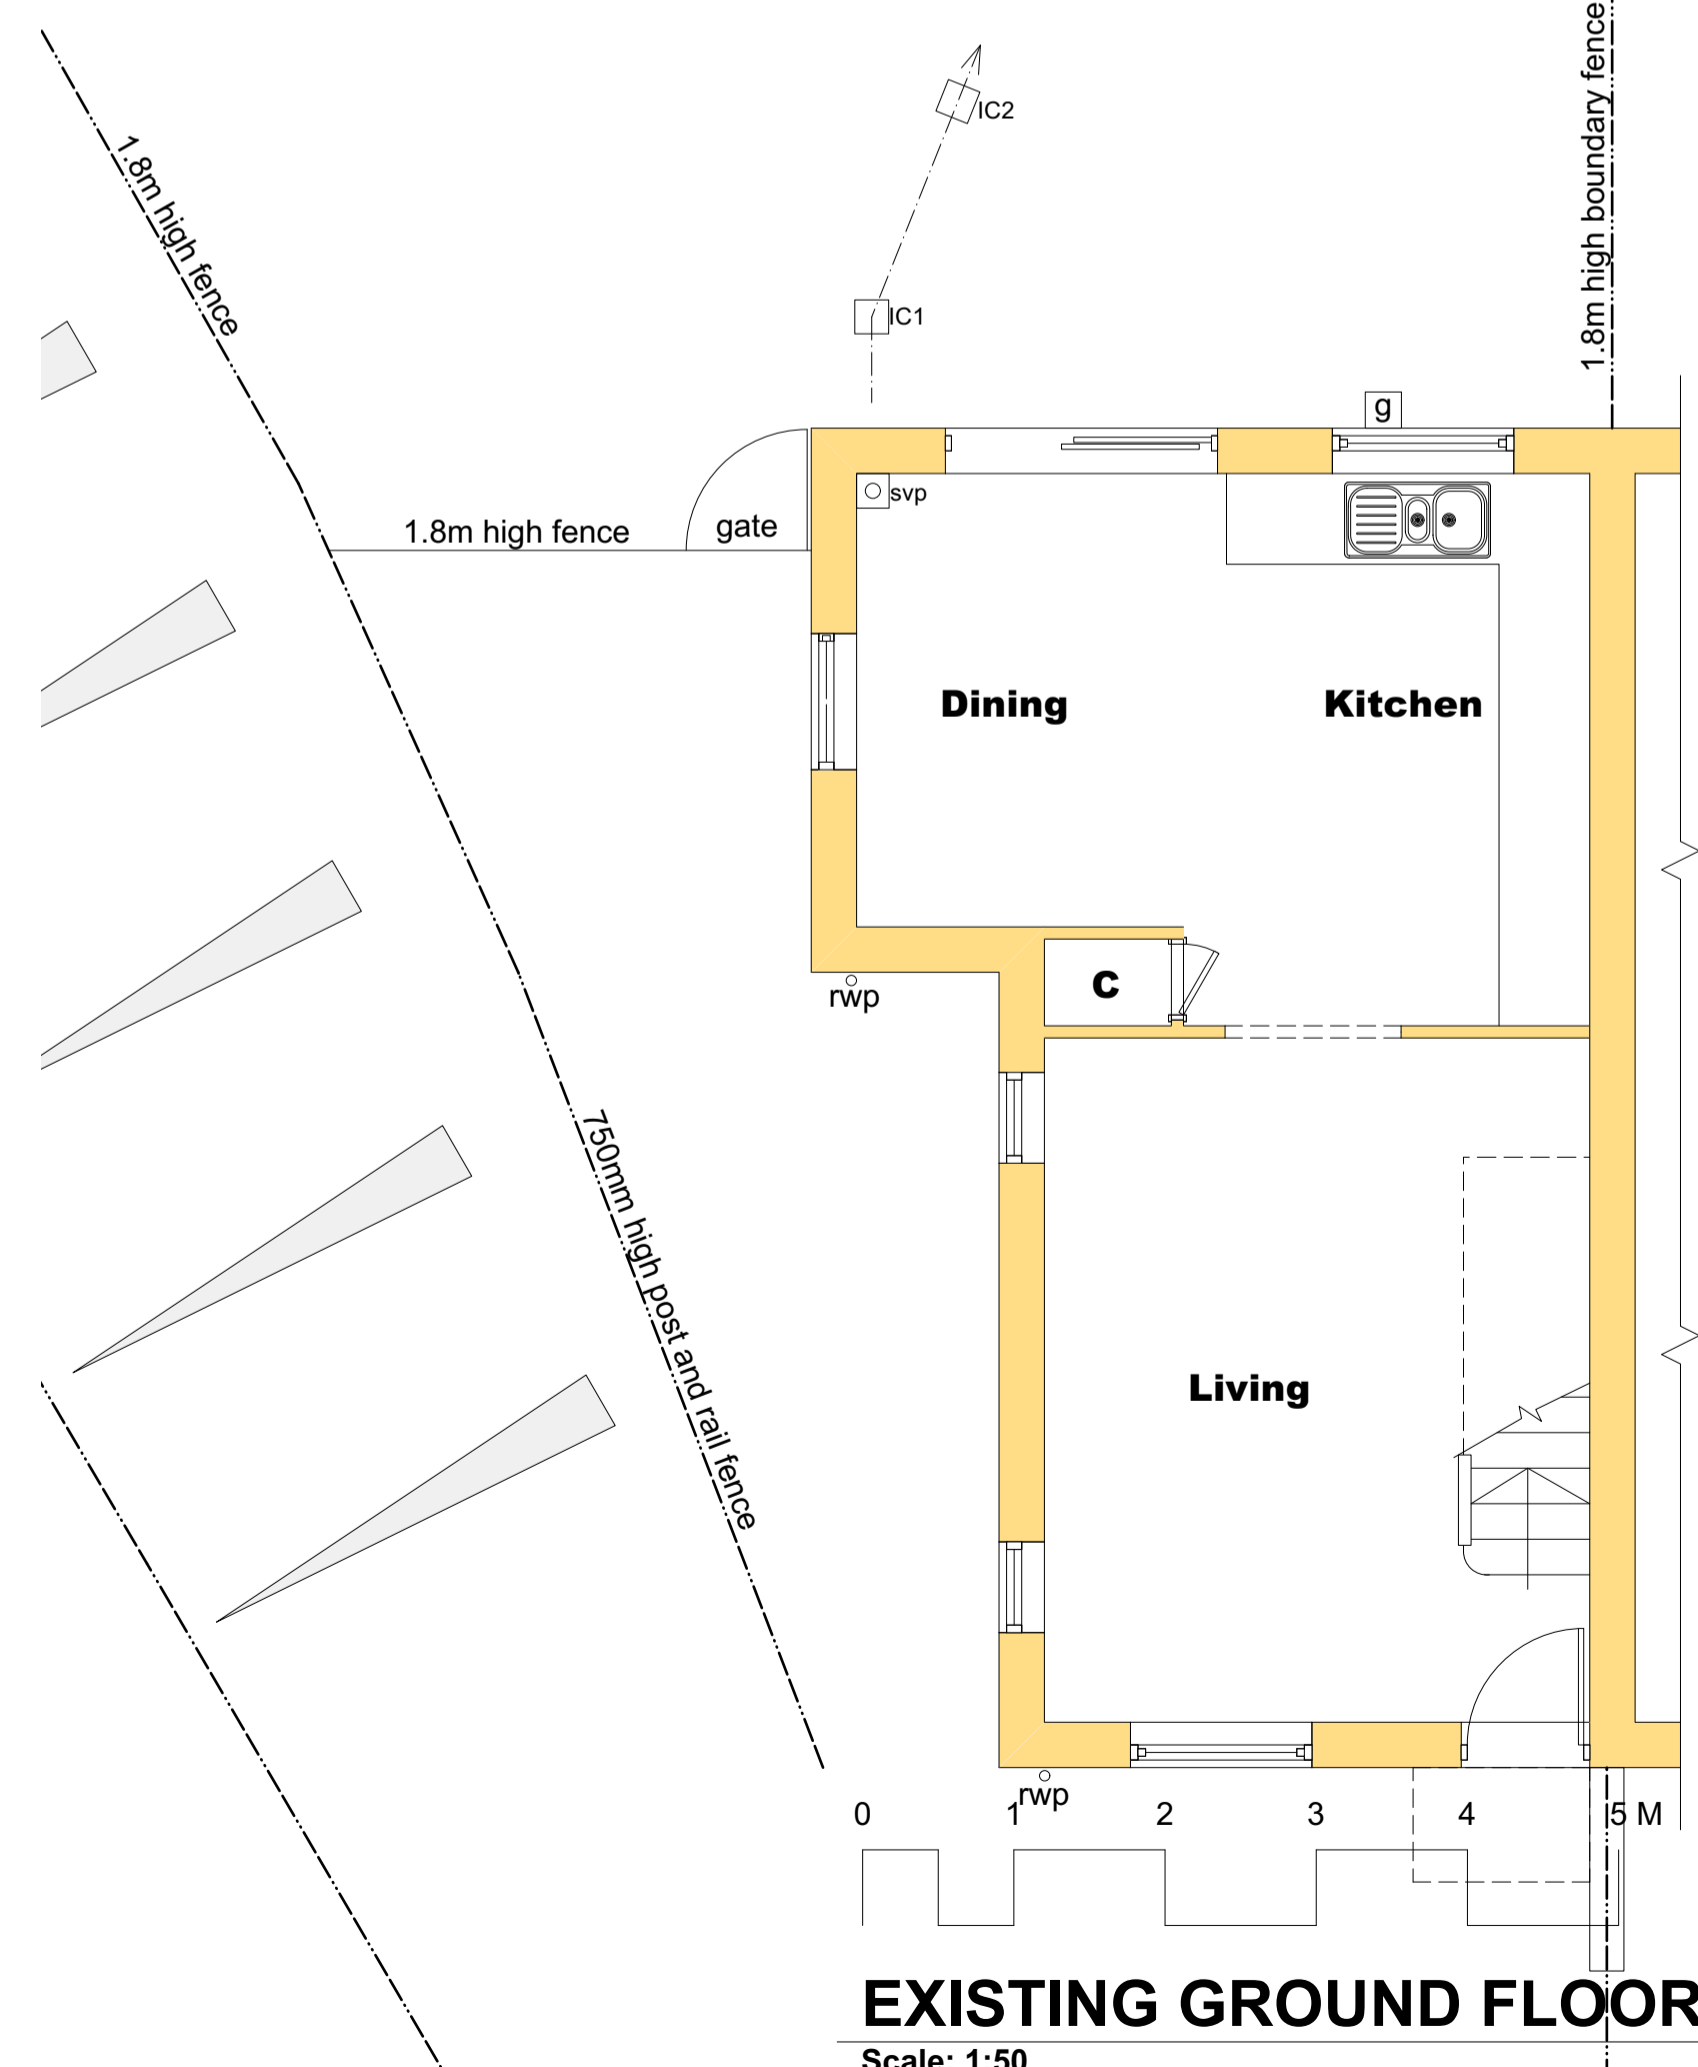 1.8m high boundary fence
IC2
1.8m high fence
IC1
g
svp
1.8m high fence
gate
Dining
Kitchen
C
rwp
750mm high post and rail fence
Living
rwp
0 1 2 3 4 5 M
EXISTING GROUND FLOOR
Scale: 1:50